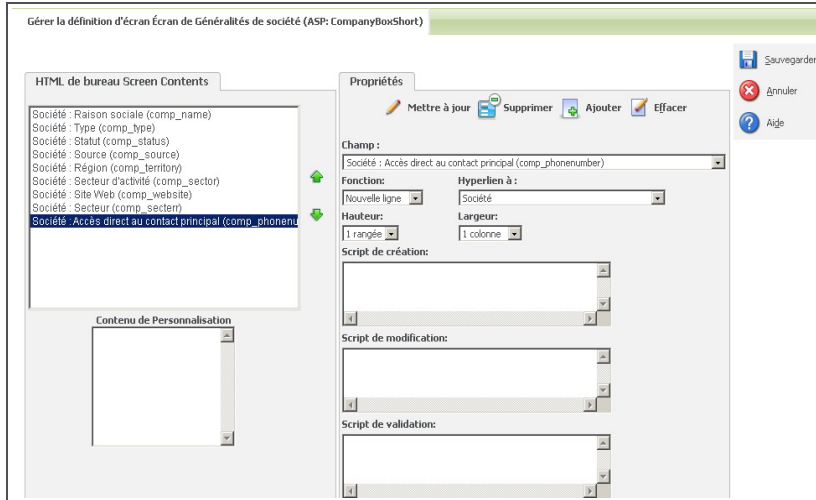 Gérer la définition d'écran Écran de Généralités de société (ASP: CompanyBoxShort)
Sauvegarder
Annuler
Aide
HTML de bureau Screen Contents
Société : Raison sociale (comp_name)
Société : Type (comp_type)
Société : Statut (comp_status)
Société : Source (comp_source)
Société : Région (comp_territory)
Société : Secteur d'activité (comp_sector)
Société : Site Web (comp_website)
Société : Secteur (comp_secterr)
Société : Accès direct au contact principal (comp_phonenu
Contenu de Personnalisation
Propriétés
Mettre à jour Supprimer Ajouter Effacer
Champ :
Société : Accès direct au contact principal (comp_phonenumber)
Fonction: Hyperlien à :
Nouvelle ligne Société
Hauteur: Largeur:
1 rangée 1 colonne
Script de création:
Script de modification:
Script de validation: